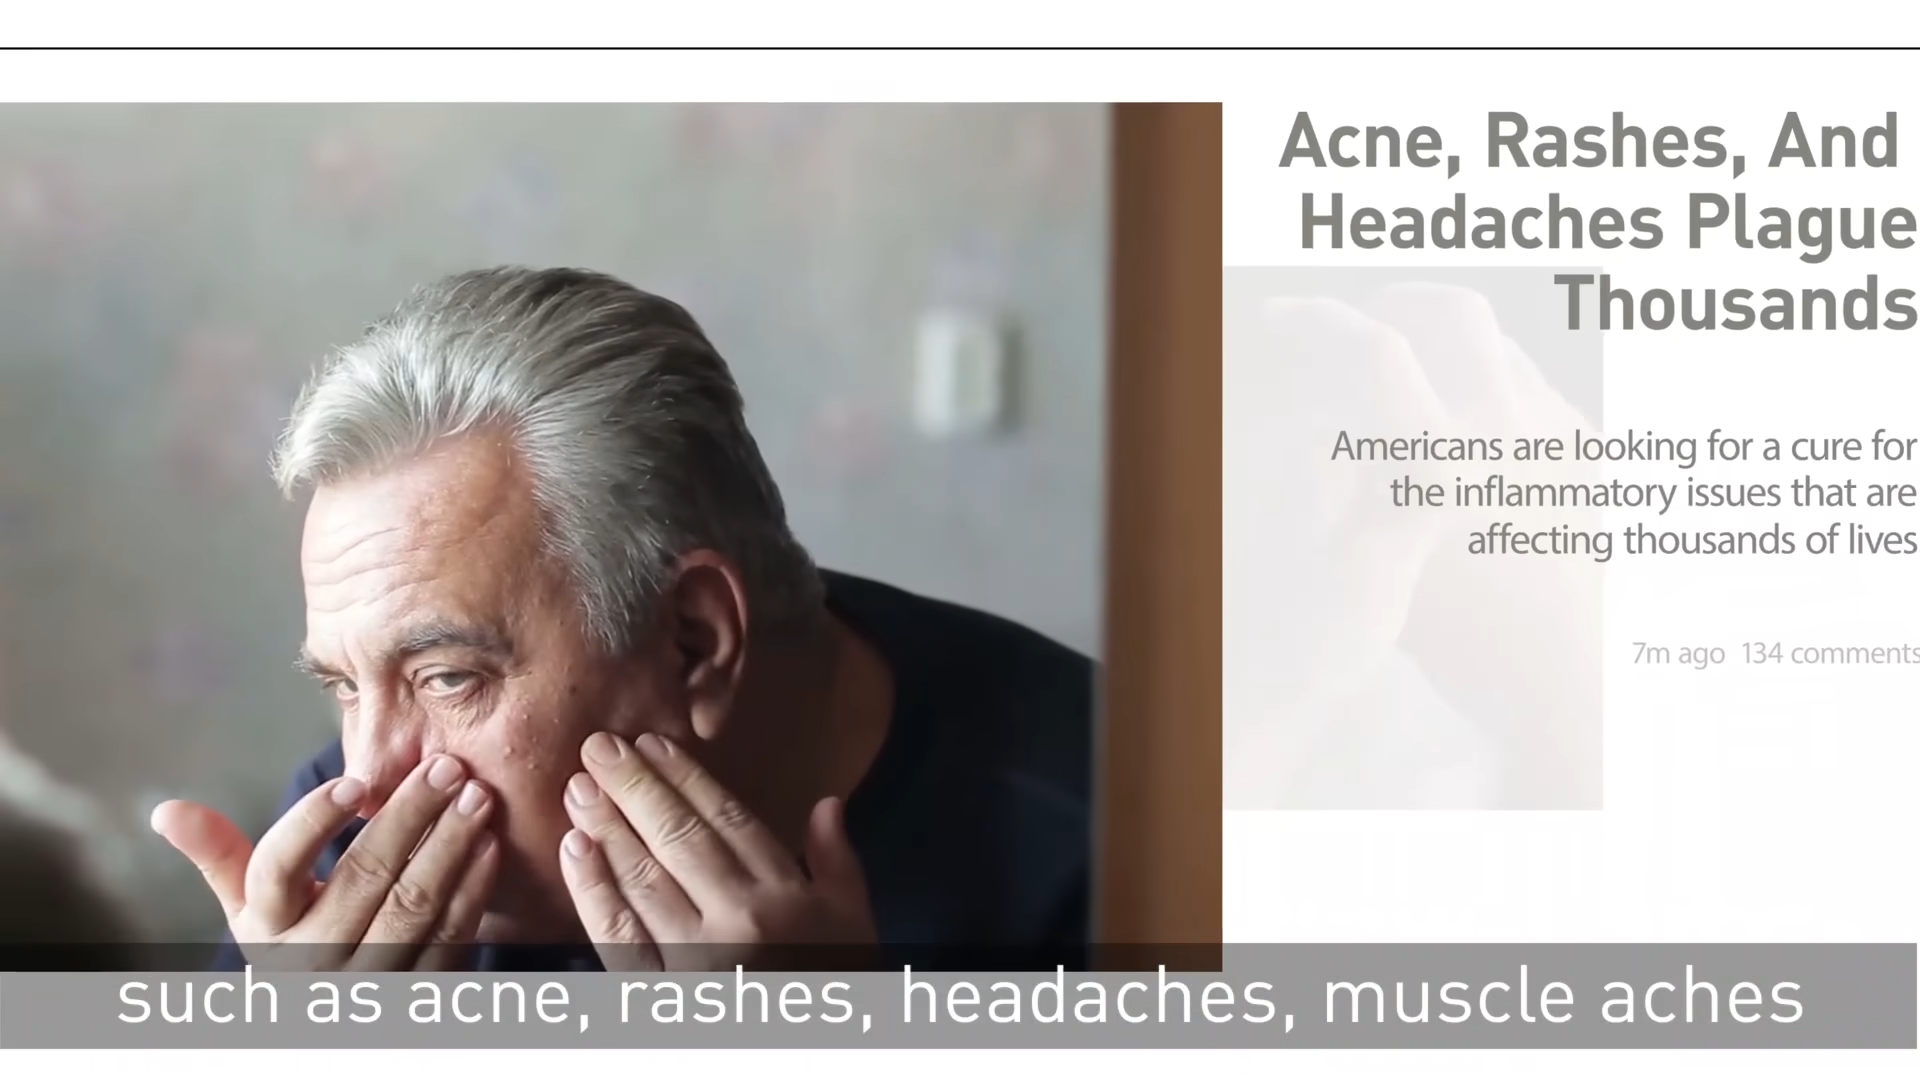 Acne, Rashes, And
Headaches Plague
Thousands
Americans are looking for a cure for
the inflammatory issues that are
affecting thousands of lives
7m ago 134 comments
such as acne, rashes, headaches, muscle aches